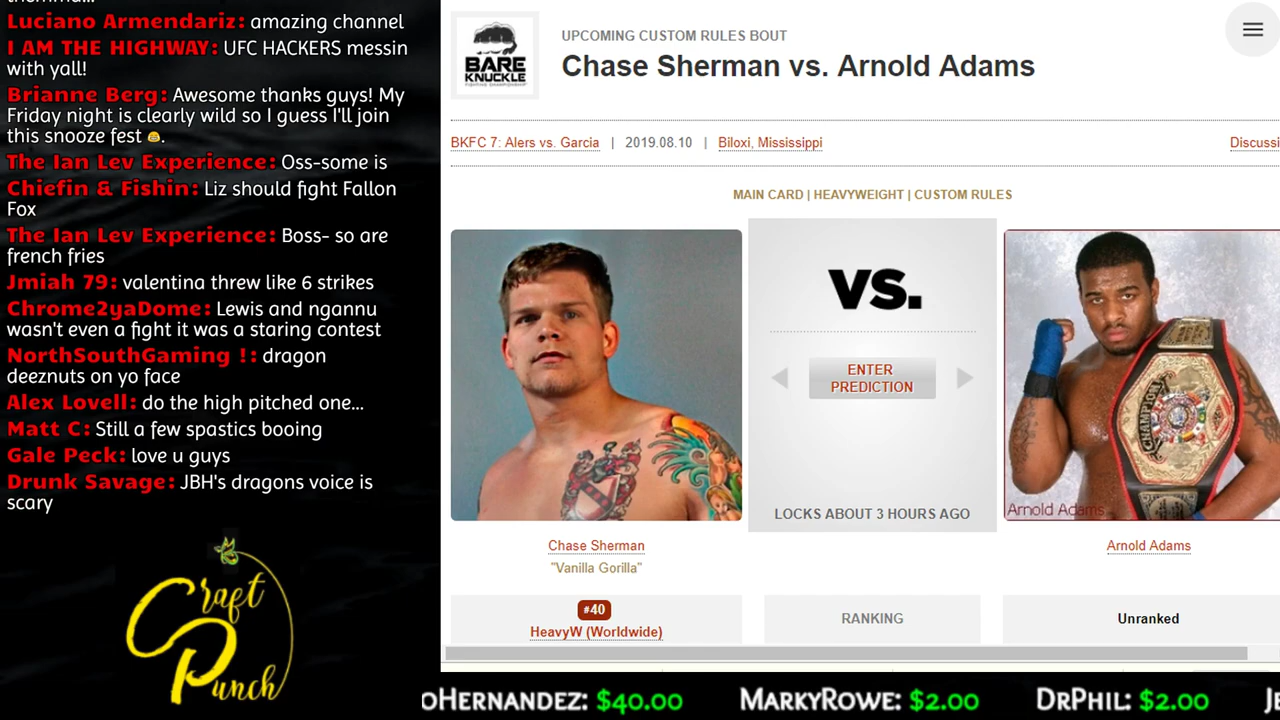 themma...
Luciano Armendariz: amazing channel
I AM THE HIGHWAY: UFC HACKERS messin
with yall!
Brianne Berg: Awesome thanks guys! My
Friday night is clearly wild so I guess I'll join
this snooze fest
The Ian Lev Experience: Oss-some is
Chiefin & Fishin: Liz should fight Fallon
Fox
The Ian Lev Experience: Boss- so are
french fries
Jmiah 79: valentina threw like 6 strikes
Chrome2yaDome: Lewis and ngannu
wasn't even a fight it was a staring contest
NorthSouthGaming !: dragon
deeznuts on yo face
Alex Lovell: do the high pitched one...
Matt C: Still a few spastics booing
Gale Peck: love u guys
Drunk Savage: JBH's dragons voice is
scary
Craft
Punch
BARE
KNUCKLE
FIGHTING CHAMPIONSHIP
UPCOMING CUSTOM RULES BOUT
Chase Sherman vs. Arnold Adams
BKFC 7: Alers vs. Garcia | 2019.08.10 | Biloxi, Mississippi
Discussi
MAIN CARD | HEAVYWEIGHT | CUSTOM RULES
VS.
ENTER
PREDICTION
LOCKS ABOUT 3 HOURS AGO
CHAMPION
Arnold Adams
Chase Sherman
"Vanilla Gorilla"
Arnold Adams
#40
HeavyW (Worldwide)
RANKING
Unranked
oHERNANDEZ: $40.00 MARKYROWE: $2.00 DRPHIL: $2.00 JE